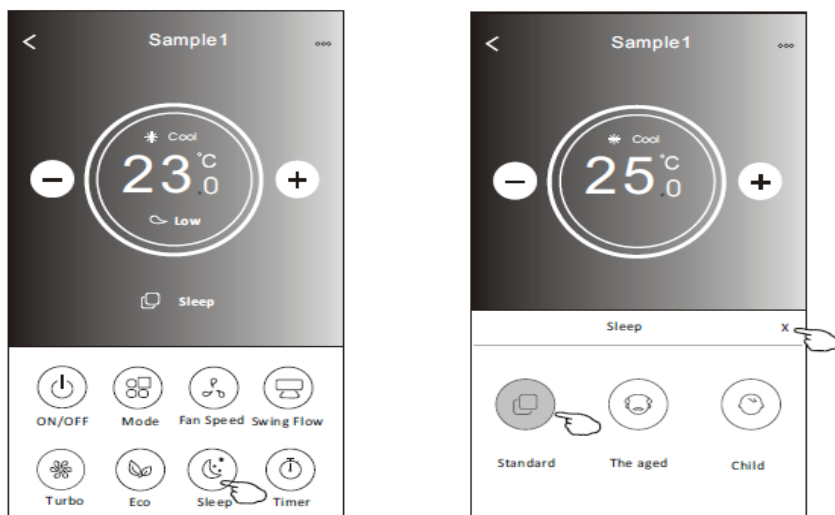 < Sample1
Cool
23.0 °C
− +
Low
Sleep
ON/OFF Mode Fan Speed Swing Flow
Turbo Eco Sleep Timer
< Sample1
Cool
25.0 °C
− +
Sleep X
Standard The aged Child